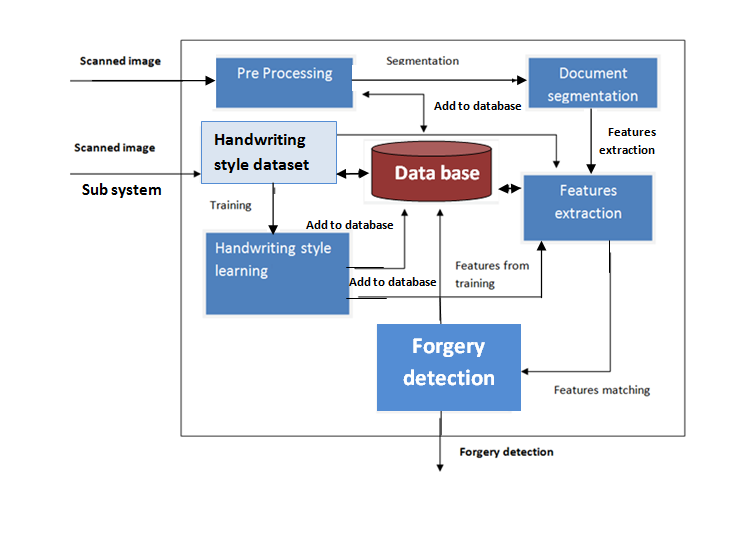 Scanned image
Pre Processing
Segmentation
Document
segmentation
Add to database
Features
extraction
Scanned image
Sub system
Handwriting
style dataset
Data base
Features
extraction
Training
Add to database
Handwriting style
learning
Add to database
Features from
training
Forgery
detection
Features matching
Forgery detection